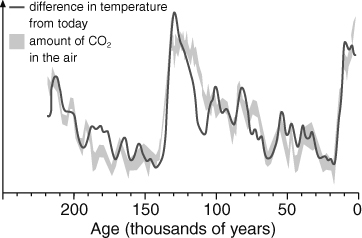 difference in temperature
from today
amount of CO₂
in the air
200 150 100 50 0
Age (thousands of years)